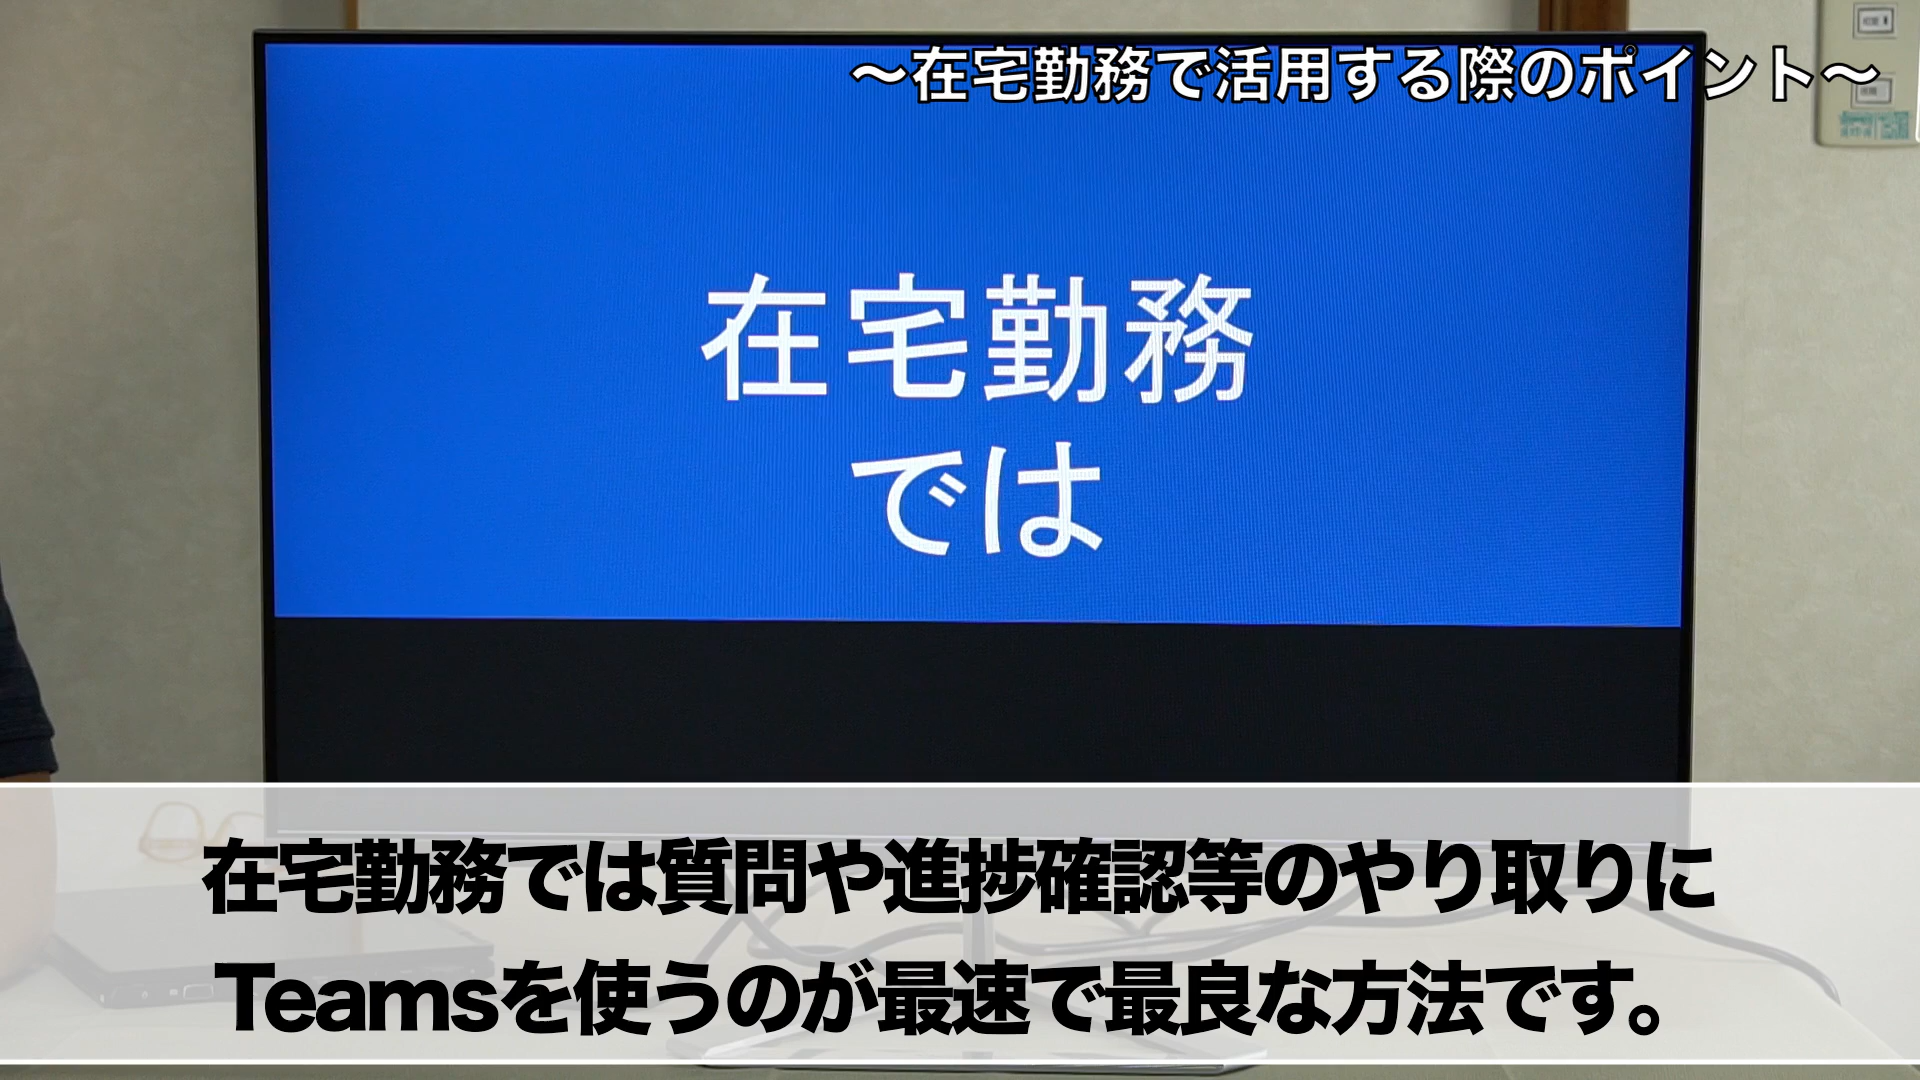 ～在宅勤務で活用する際のポイント～
在宅勤務
では
在宅勤務では質問や進捗確認等のやり取りに
Teamsを使うのが最速で最良な方法です。